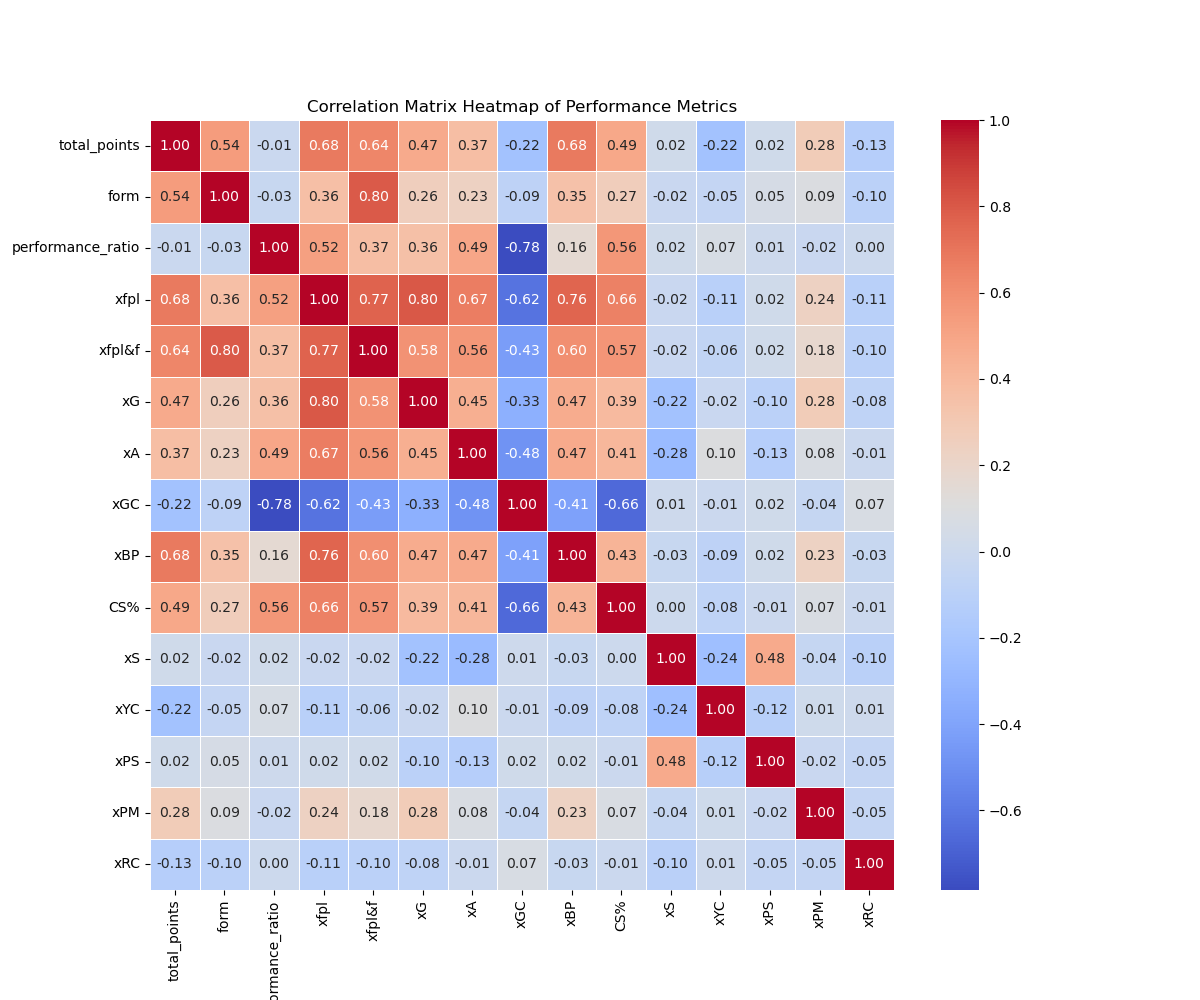 Correlation Matrix Heatmap of Performance Metrics
total_points 1.00 0.54 -0.01 0.68 0.64 0.47 0.37 -0.22 0.68 0.49 0.02 -0.22 0.02 0.28 -0.13
form 0.54 1.00 -0.03 0.36 0.80 0.26 0.23 -0.09 0.35 0.27 -0.02 -0.05 0.05 0.09 -0.10
performance_ratio -0.01 -0.03 1.00 0.52 0.37 0.36 0.49 -0.78 0.16 0.56 0.02 0.07 0.01 -0.02 0.00
xfpl 0.68 0.36 0.52 1.00 0.77 0.80 0.67 -0.62 0.76 0.66 -0.02 -0.11 0.02 0.24 -0.11
xfpl&f 0.64 0.80 0.37 0.77 1.00 0.58 0.56 -0.43 0.60 0.57 -0.02 -0.06 0.02 0.18 -0.10
xG 0.47 0.26 0.36 0.80 0.58 1.00 0.45 -0.33 0.47 0.39 -0.22 -0.02 -0.10 0.28 -0.08
xA 0.37 0.23 0.49 0.67 0.56 0.45 1.00 -0.48 0.47 0.41 -0.28 0.10 -0.13 0.08 -0.01
xGC -0.22 -0.09 -0.78 -0.62 -0.43 -0.33 -0.48 1.00 -0.41 -0.66 0.01 -0.01 0.02 -0.04 0.07
xBP 0.68 0.35 0.16 0.76 0.60 0.47 0.47 -0.41 1.00 0.43 -0.03 -0.09 0.02 0.23 -0.03
CS% 0.49 0.27 0.56 0.66 0.57 0.39 0.41 -0.66 0.43 1.00 0.00 -0.08 -0.01 0.07 -0.01
xS 0.02 -0.02 0.02 -0.02 -0.02 -0.22 -0.28 0.01 -0.03 0.00 1.00 -0.24 0.48 -0.04 -0.10
xYC -0.22 -0.05 0.07 -0.11 -0.06 -0.02 0.10 -0.01 -0.09 -0.08 -0.24 1.00 -0.12 0.01 0.01
xPS 0.02 0.05 0.01 0.02 0.02 -0.10 -0.13 0.02 0.02 -0.01 0.48 -0.12 1.00 -0.02 -0.05
xPM 0.28 0.09 -0.02 0.24 0.18 0.28 0.08 -0.04 0.23 0.07 -0.04 0.01 -0.02 1.00 -0.05
xRC -0.13 -0.10 0.00 -0.11 -0.10 -0.08 -0.01 0.07 -0.03 -0.01 -0.10 0.01 -0.05 -0.05 1.00
total_points form ormance_ratio xfpl xfpl&f xG xA xGC xBP CS% xS xYC xPS xPM xRC
1.0
0.8
0.6
0.4
0.2
0.0
−0.2
−0.4
−0.6